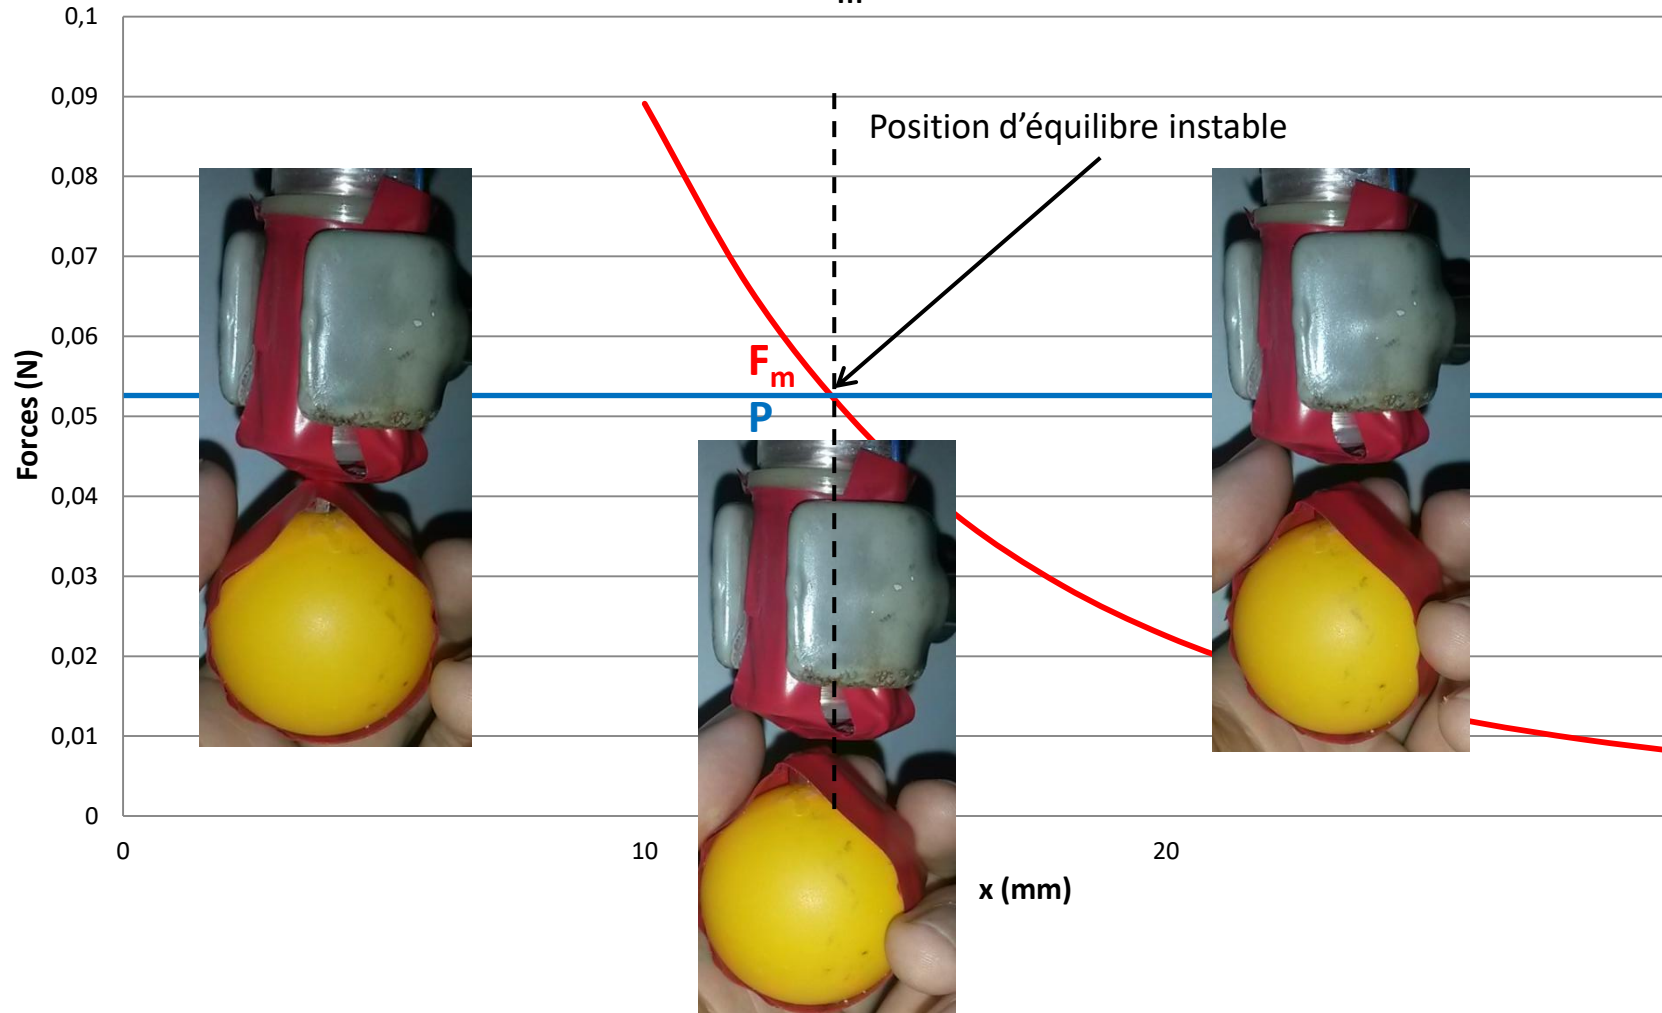 m
0,1
0,09
0,08
0,07
0,06
0,05
0,04
0,03
0,02
0,01
0
Forces (N)
Position d’équilibre instable
Fm
P
0
10
20
x (mm)